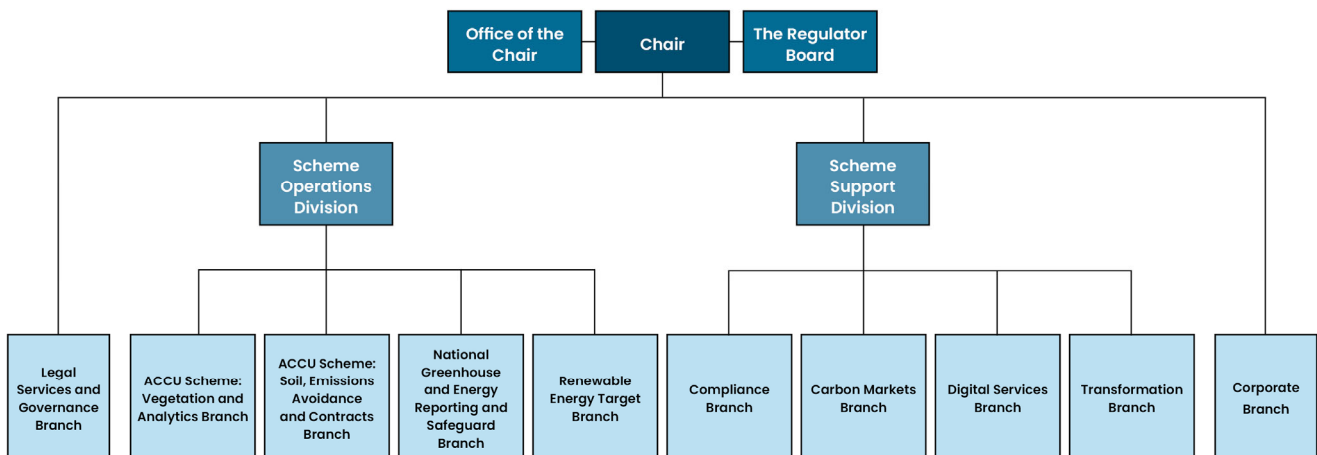 Office of the
Chair
Chair
The Regulator
Board
Scheme
Operations
Division
Scheme
Support
Division
Legal
Services and
Governance
Branch
ACCU Scheme:
Vegetation and
Analytics Branch
ACCU Scheme:
Soil, Emissions
Avoidance
and Contracts
Branch
National
Greenhouse
and Energy
Reporting and
Safeguard
Branch
Renewable
Energy Target
Branch
Compliance
Branch
Carbon Markets
Branch
Digital Services
Branch
Transformation
Branch
Corporate
Branch